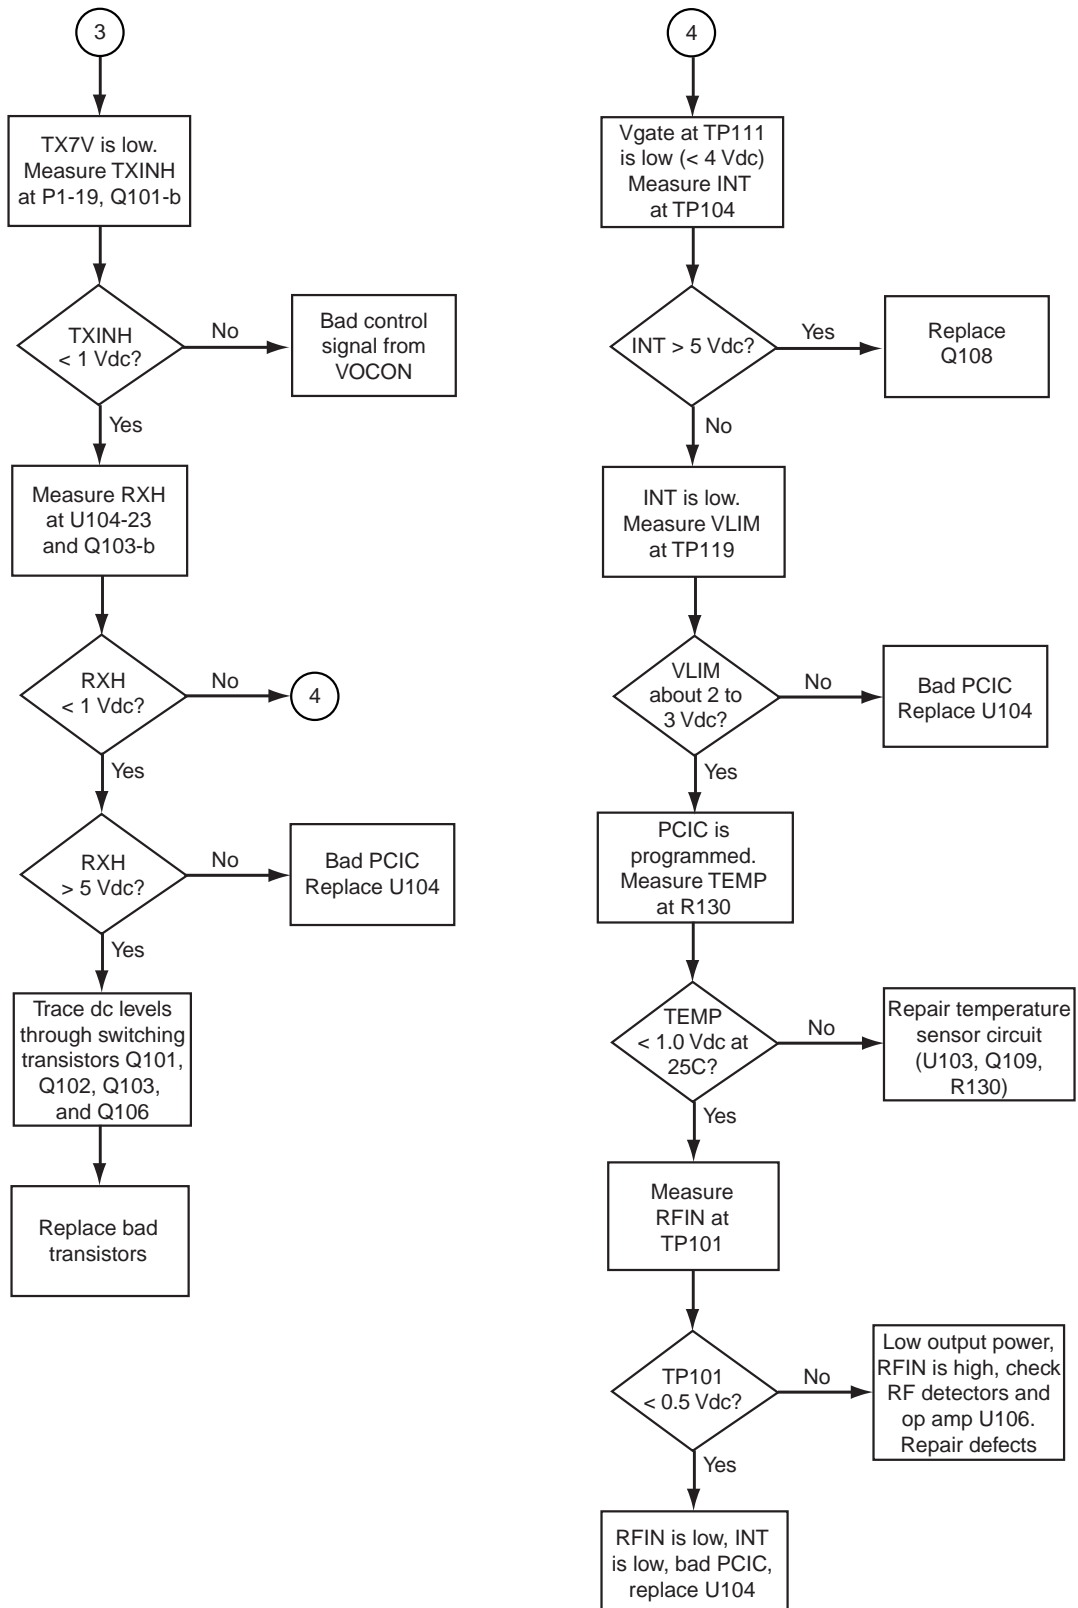 3
TX7V is low.
Measure TXINH
at P1-19, Q101-b
TXINH
< 1 Vdc?
No
Bad control
signal from
VOCON
Yes
Measure RXH
at U104-23
and Q103-b
RXH
< 1 Vdc?
No
4
Yes
RXH
> 5 Vdc?
No
Bad PCIC
Replace U104
Yes
Trace dc levels
through switching
transistors Q101,
Q102, Q103,
and Q106
Replace bad
transistors
4
Vgate at TP111
is low (< 4 Vdc)
Measure INT
at TP104
INT > 5 Vdc?
Yes
Replace
Q108
No
INT is low.
Measure VLIM
at TP119
VLIM
about 2 to
3 Vdc?
No
Bad PCIC
Replace U104
Yes
PCIC is
programmed.
Measure TEMP
at R130
TEMP
< 1.0 Vdc at
25C?
No
Repair temperature
sensor circuit
(U103, Q109,
R130)
Yes
Measure
RFIN at
TP101
TP101
< 0.5 Vdc?
No
Low output power,
RFIN is high, check
RF detectors and
op amp U106.
Repair defects
Yes
RFIN is low, INT
is low, bad PCIC,
replace U104